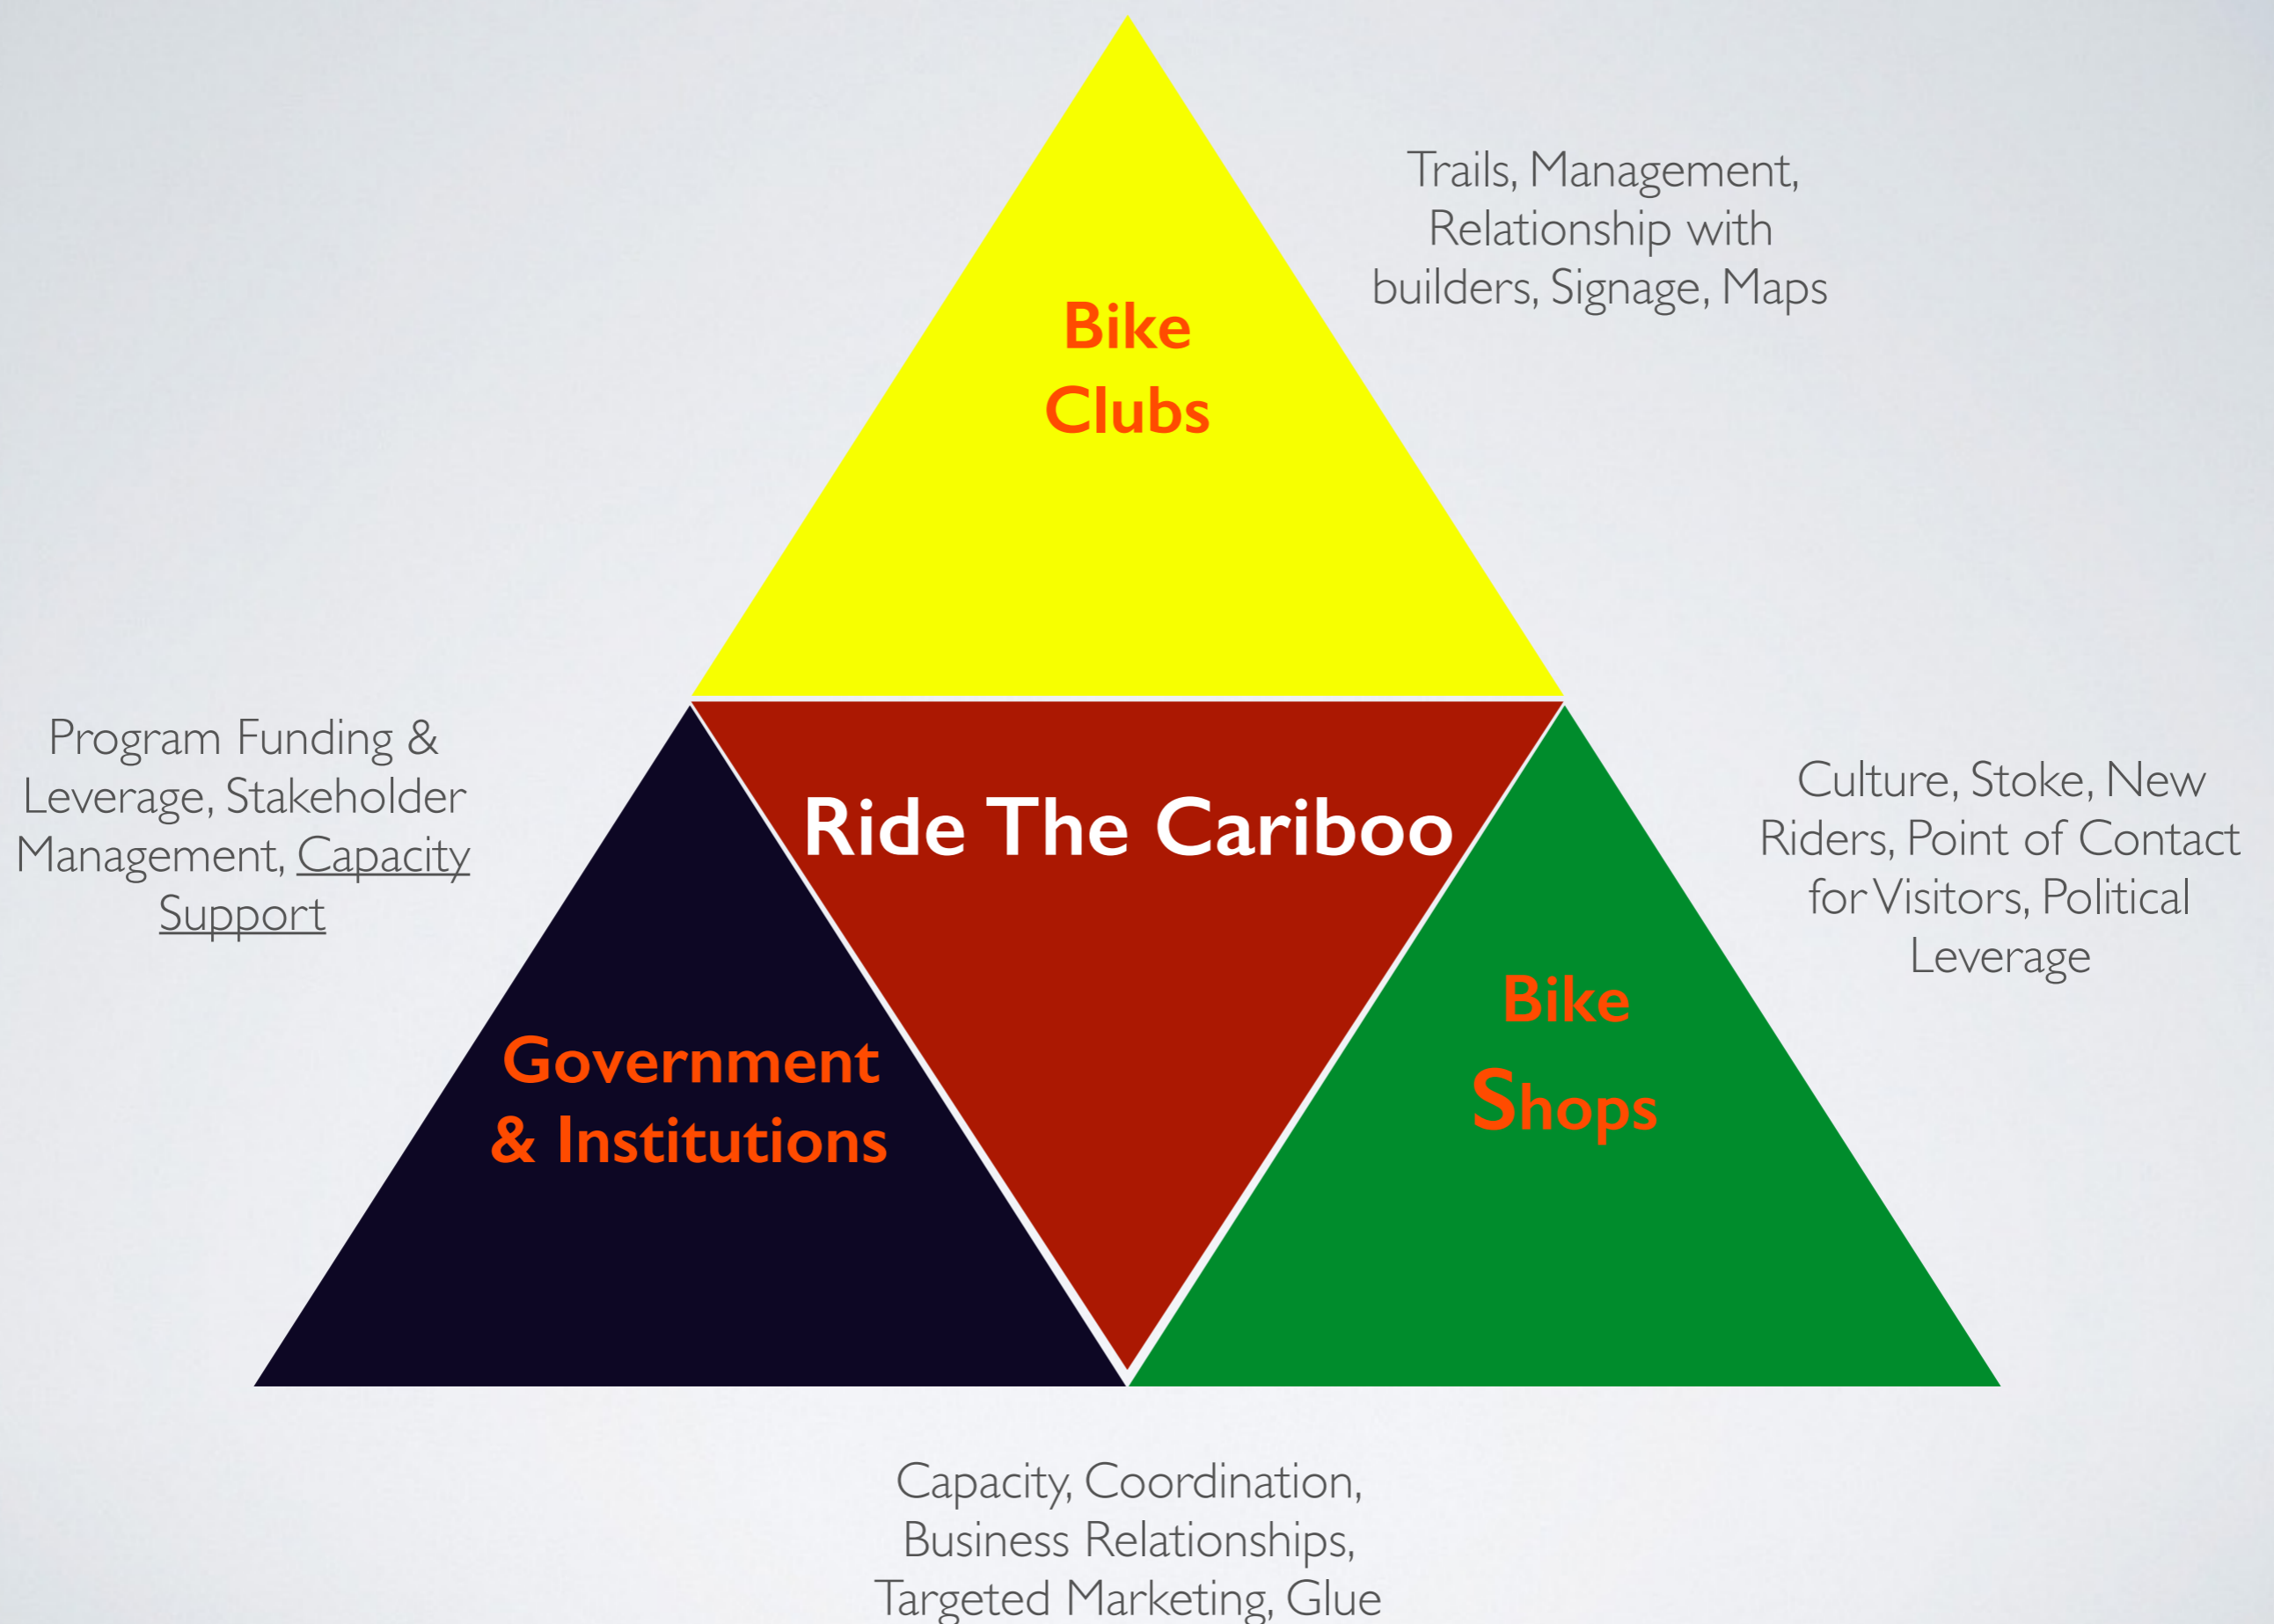 Trails, Management,
Relationship with
builders, Signage, Maps
Bike
Clubs
Program Funding &
Leverage, Stakeholder
Management, Capacity
Support
Ride The Cariboo
Culture, Stoke, New
Riders, Point of Contact
for Visitors, Political
Leverage
Government
& Institutions
Bike
Shops
Capacity, Coordination,
Business Relationships,
Targeted Marketing, Glue